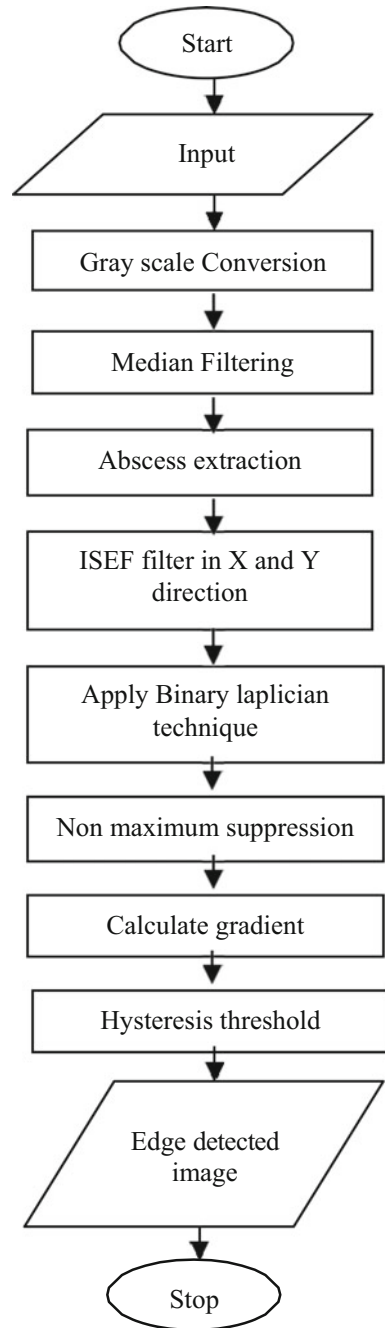 Start
Input
Gray scale Conversion
Median Filtering
Abscess extraction
ISEF filter in X and Y
direction
Apply Binary laplician
technique
Non maximum suppression
Calculate gradient
Hysteresis threshold
Edge detected
image
Stop